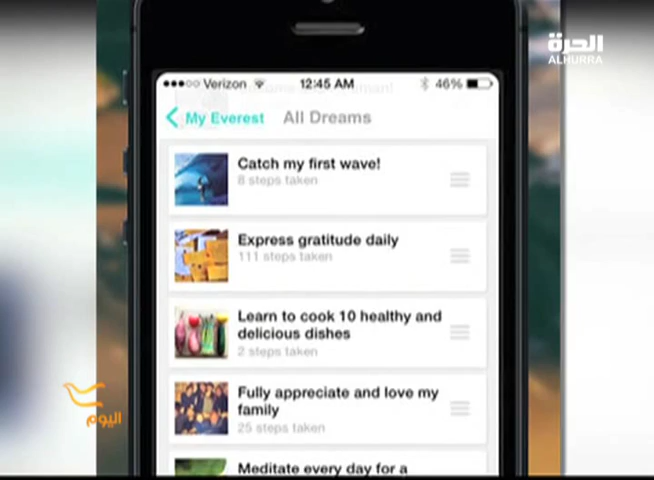 الحرة
ALHURRA
Verizon 12:45 AM 46%
My Everest All Dreams
Catch my first wave!
8 steps taken
Express gratitude daily
111 steps taken
Learn to cook 10 healthy and
delicious dishes
2 steps taken
Fully appreciate and love my
family
25 steps taken
Meditate every day for a
اليوم